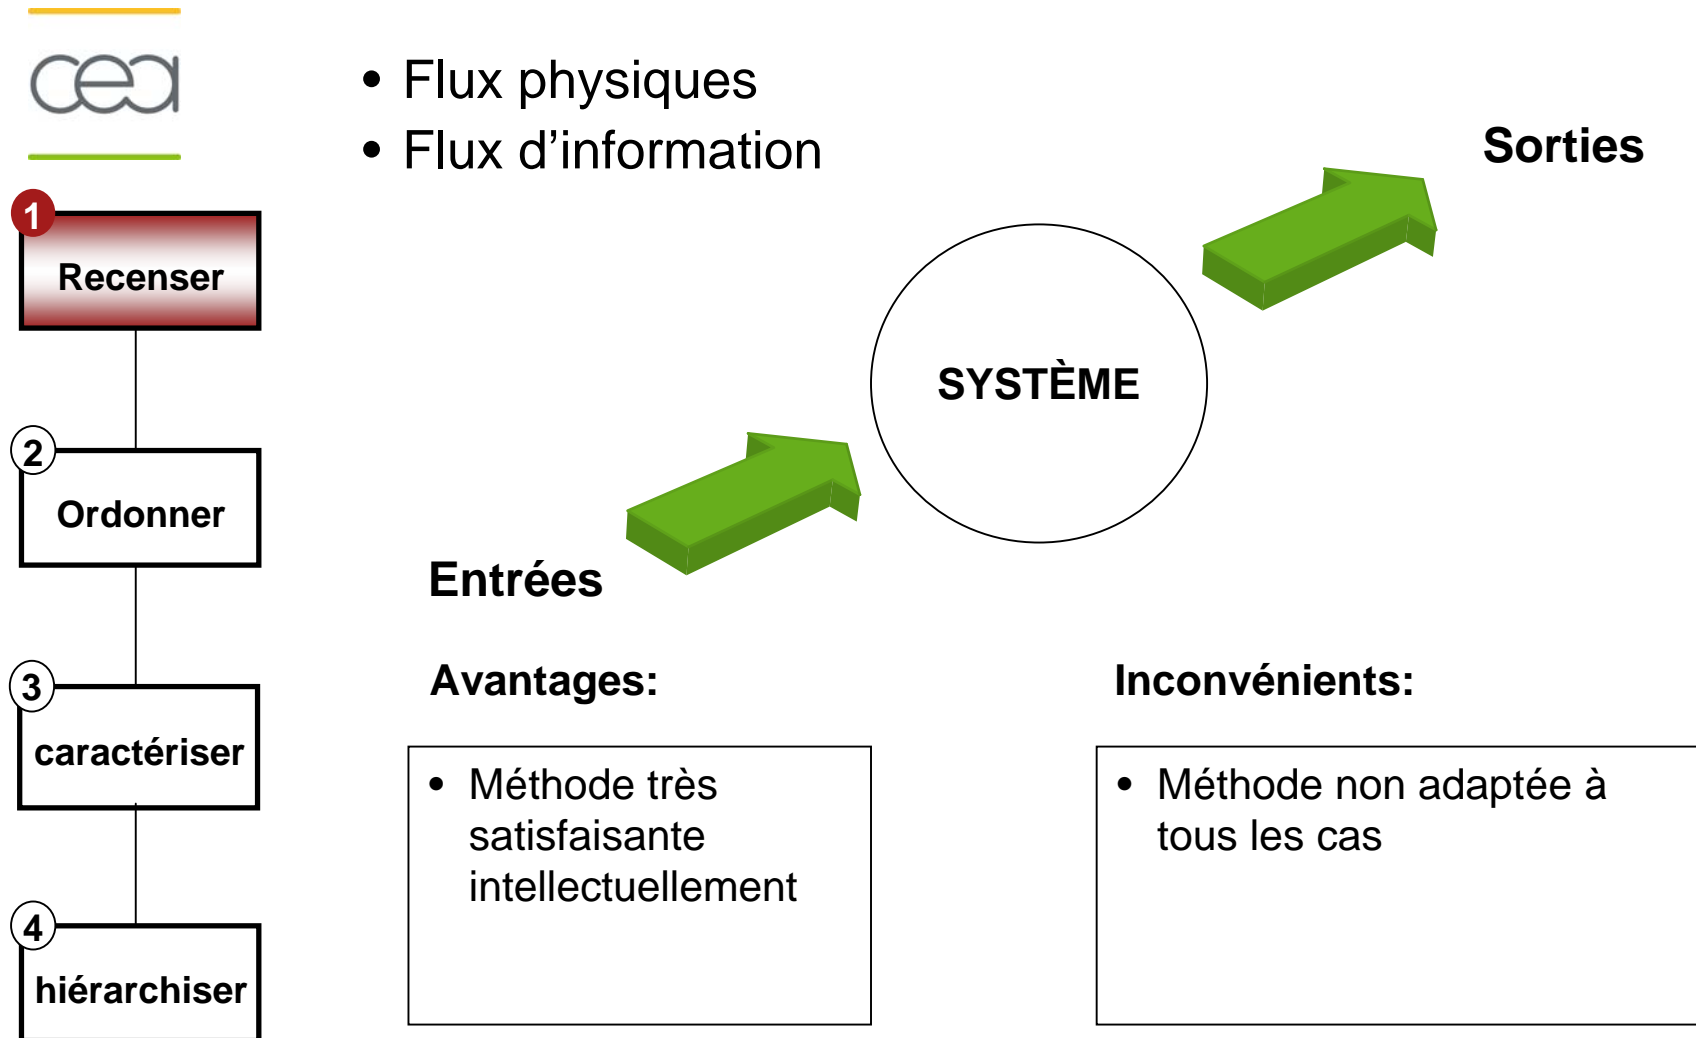 cea
• Flux physiques
• Flux d’information
Sorties
1
Recenser
SYSTÈME
2
Ordonner
Entrées
3
caractériser
Avantages:
Inconvénients:
• Méthode très
satisfaisante
intellectuellement
• Méthode non adaptée à
tous les cas
4
hiérarchiser